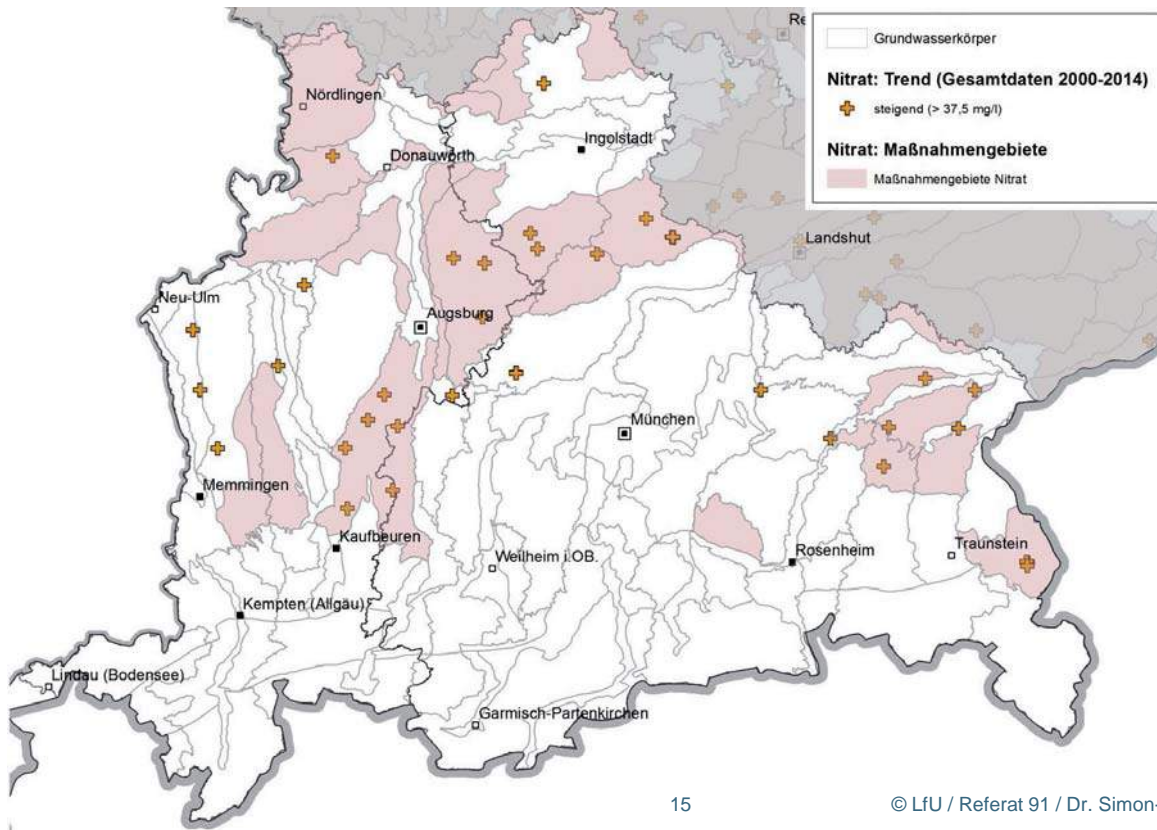 Grundwasserkörper
Nitrat: Trend (Gesamtdaten 2000-2014)
steigend (> 37,5 mg/l)
Nitrat: Maßnahmengebiete
Maßnahmengebiete Nitrat
Re
Nördlingen
Ingolstadt
Donauwörth
Landshut
Neu-Ulm
Augsburg
München
Memmingen
Kaufbeuren
Weilheim i.OB.
Rosenheim
Traunstein
Kempten (Allgäu)
Lindau (Bodensee)
Garmisch-Partenkirchen
15
© LfU / Referat 91 / Dr. Simon-